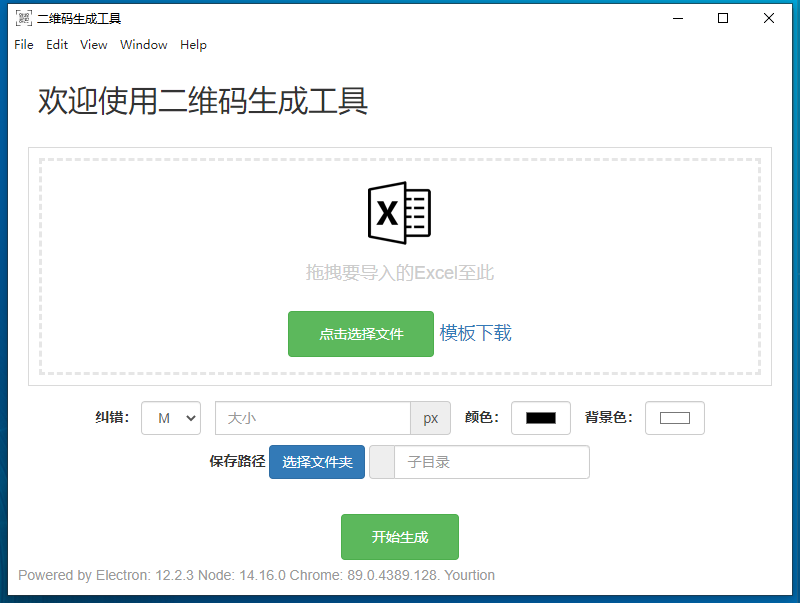 二维码生成工具
File Edit View Window Help
欢迎使用二维码生成工具
X
拖拽要导入的Excel至此
点击选择文件 模板下载
纠错： M 大小 px 颜色： 背景色：
保存路径 选择文件夹 子目录
开始生成
Powered by Electron: 12.2.3 Node: 14.16.0 Chrome: 89.0.4389.128. Yourtion